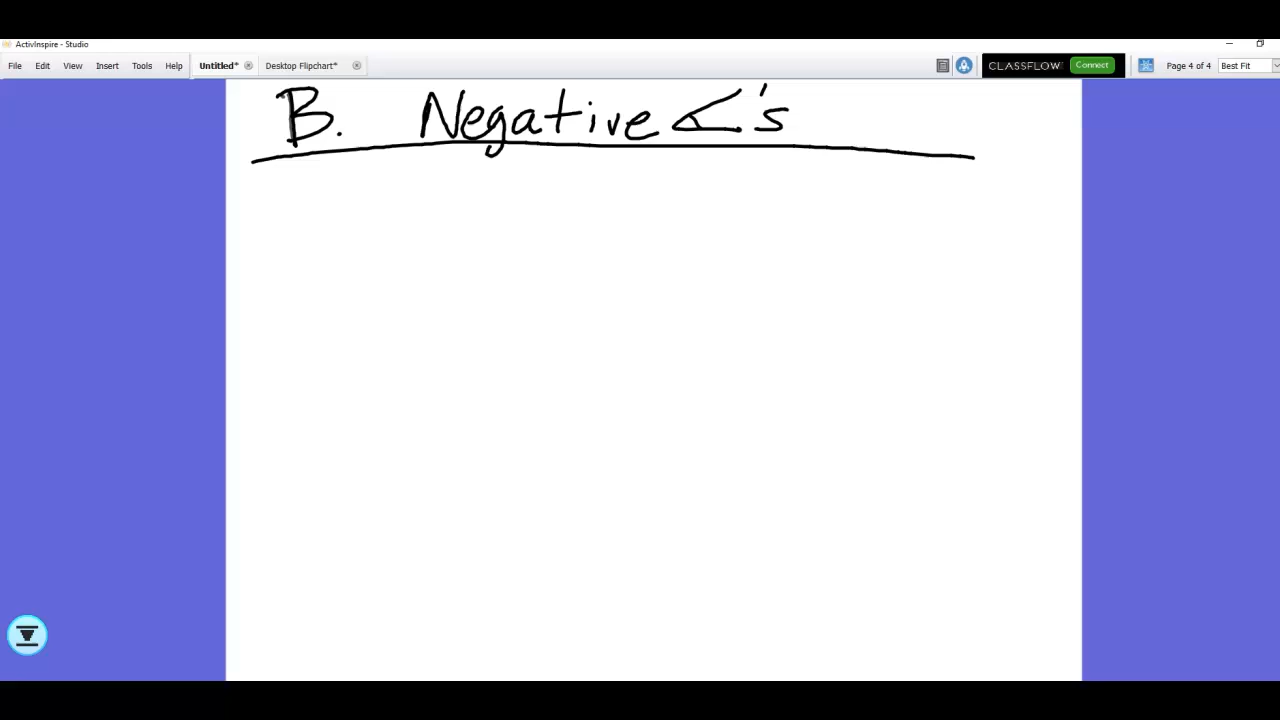 ActivInspire - Studio
File Edit View Insert Tools Help Untitled* Desktop Flipchart* CLASSFLOW Connect Page 4 of 4 Best Fit
B. Negative ∠'s